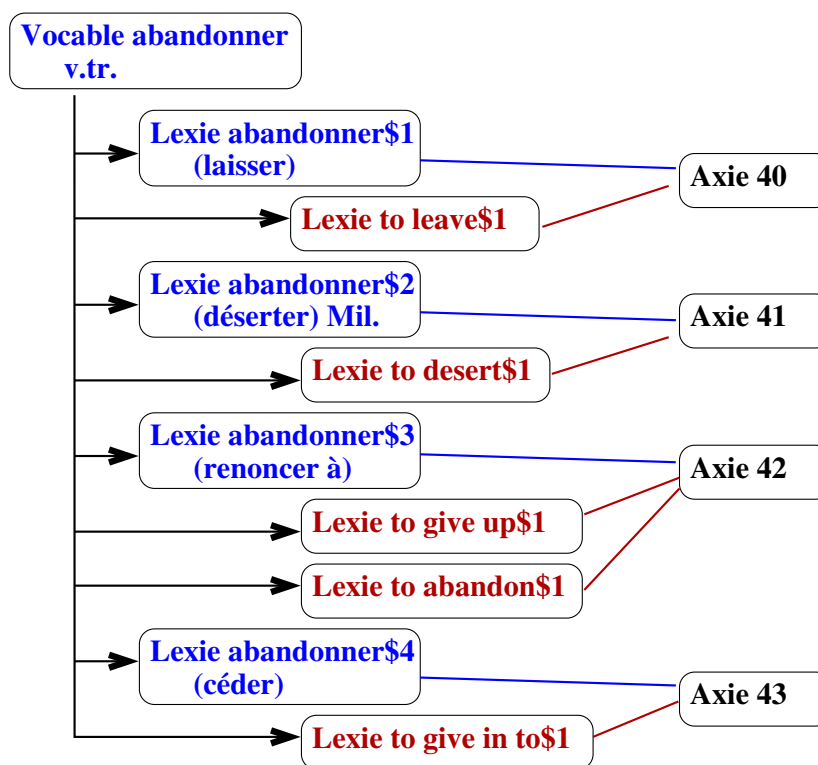 Vocable abandonner
v.tr.
Lexie abandonner$1
(laisser)
Axie 40
Lexie to leave$1
Lexie abandonner$2
(déserter) Mil.
Axie 41
Lexie to desert$1
Lexie abandonner$3
(renoncer à)
Axie 42
Lexie to give up$1
Lexie to abandon$1
Lexie abandonner$4
(céder)
Axie 43
Lexie to give in to$1